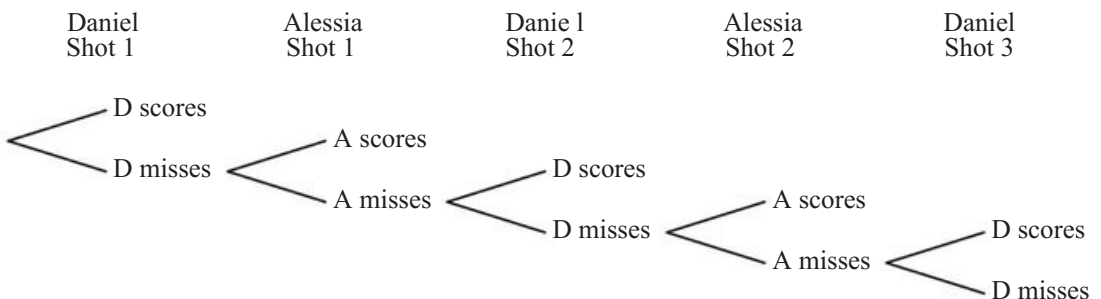 Daniel Alessia Danie l Alessia Daniel
Shot 1 Shot 1 Shot 2 Shot 2 Shot 3
D scores
A scores
D misses
D scores
A misses
A scores
D misses
D scores
A misses
D misses